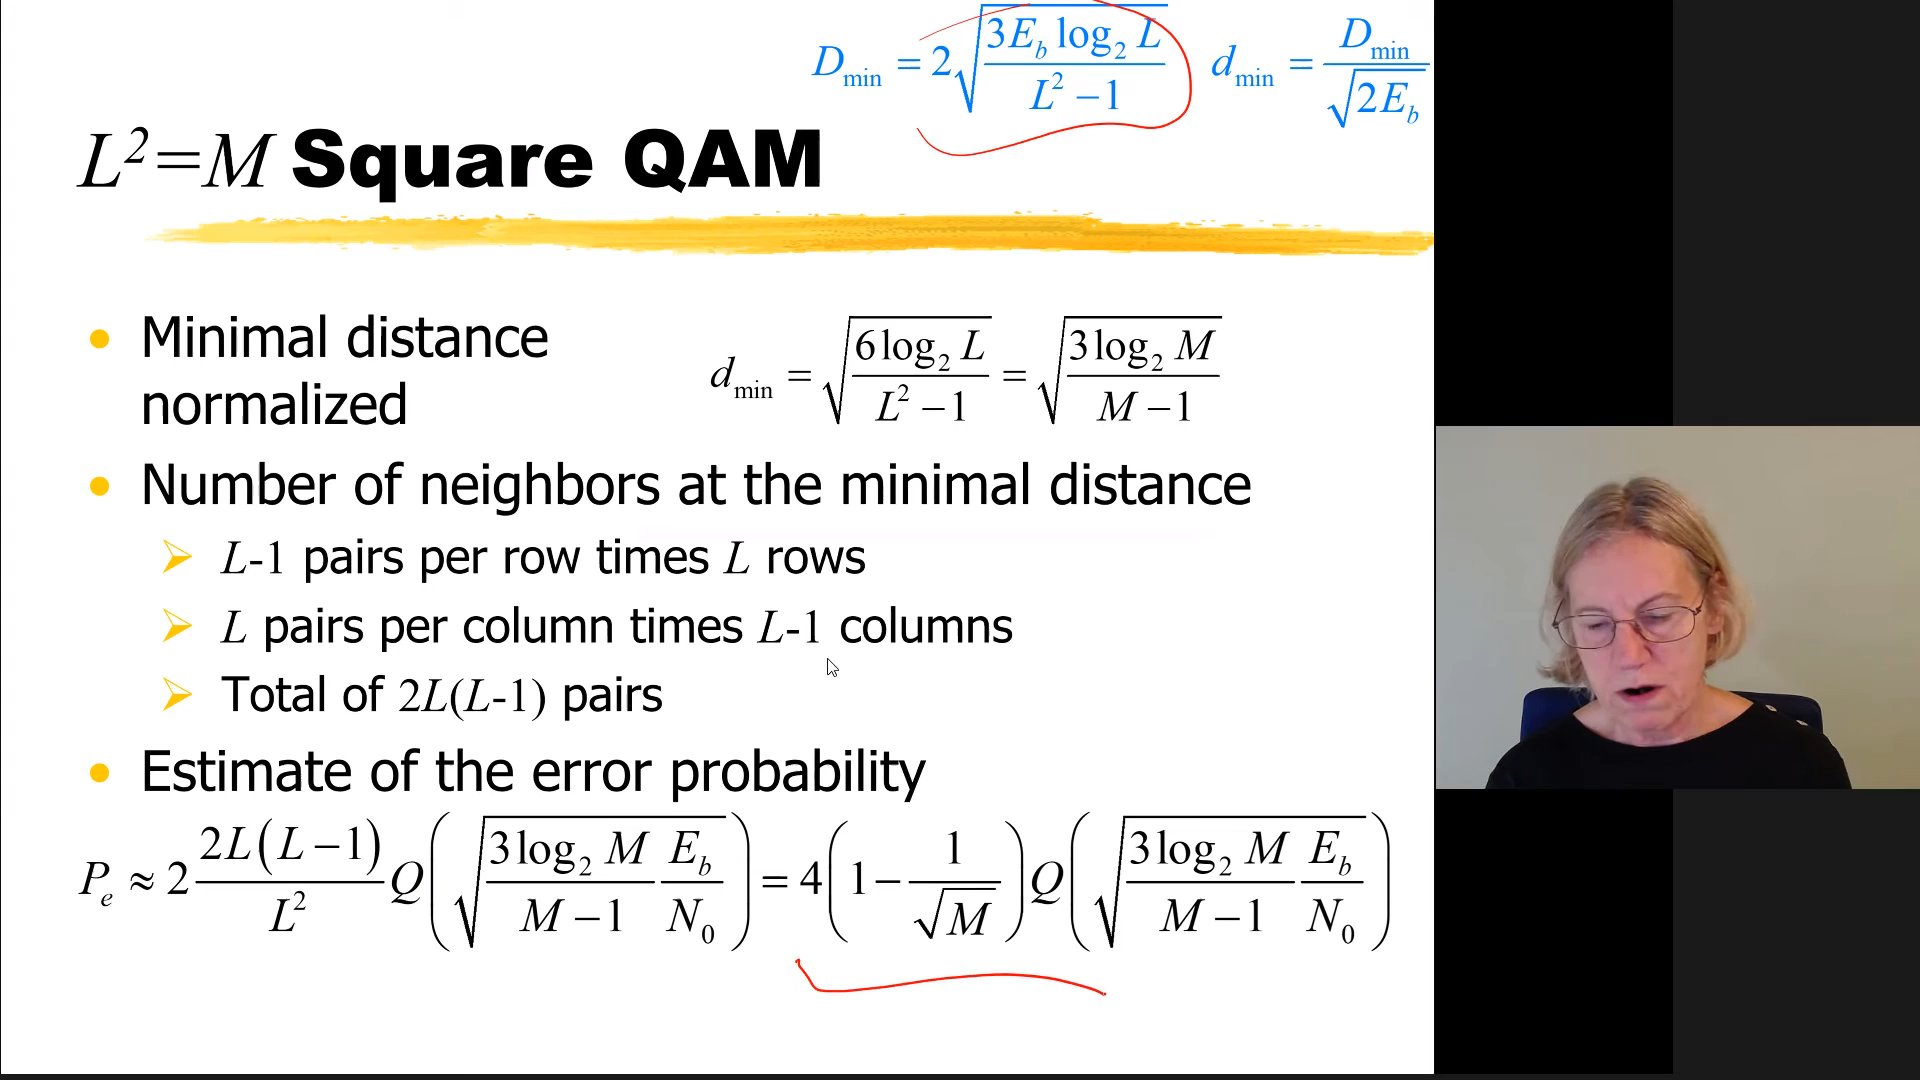 D_min = 2√(3E_b log₂ L / L² − 1)   d_min = D_min / √(2E_b)
L²=M Square QAM
• Minimal distance normalized   d_min = √(6 log₂ L / L² − 1) = √(3 log₂ M / M − 1)
• Number of neighbors at the minimal distance
➢ L-1 pairs per row times L rows
➢ L pairs per column times L-1 columns
➢ Total of 2L(L-1) pairs
• Estimate of the error probability
P_e ≈ 2 2L(L−1) / L² Q(√(3 log₂ M / M − 1 E_b / N₀)) = 4(1 − 1 / √M) Q(√(3 log₂ M / M − 1 E_b / N₀))